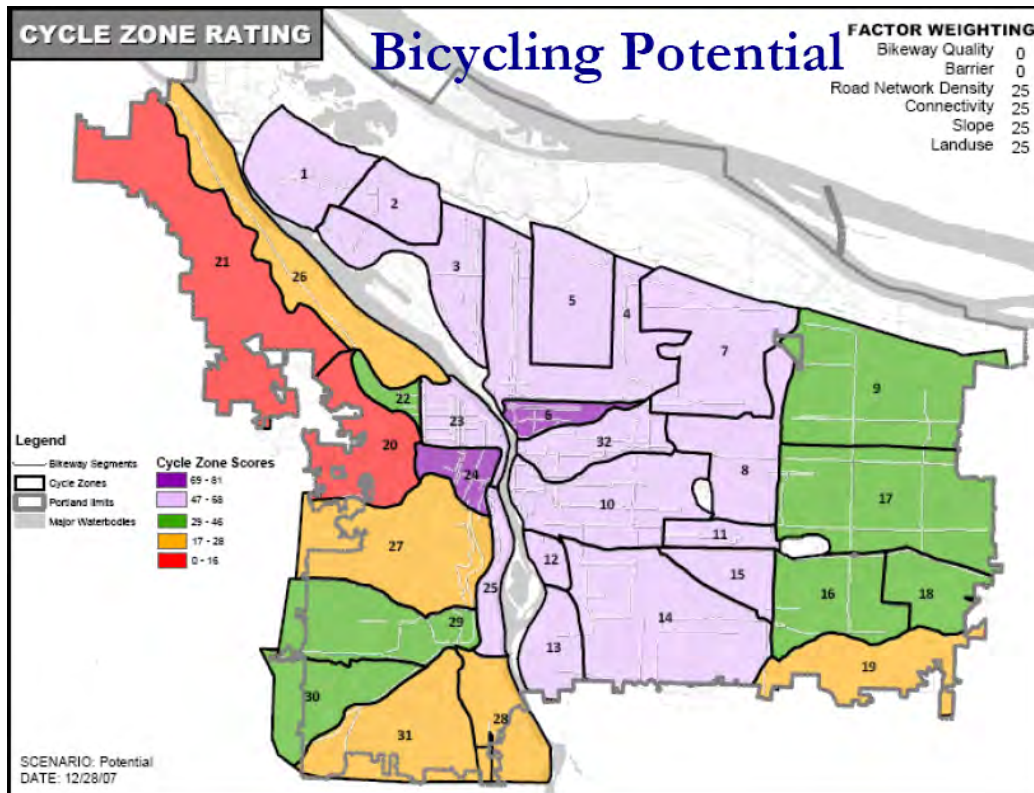 CYCLE ZONE RATING
Bicycling Potential
FACTOR WEIGHTING
Bikeway Quality 0
Barrier 0
Road Network Density 25
Connectivity 25
Slope 25
Landuse 25
1
2
3
5
4
21
26
7
9
22
6
23
32
20
24
8
17
10
27
11
12
15
16
18
25
14
29
13
19
30
28
31
Legend
Bikeway Segments
Cycle Zones
Portland limits
Major Waterbodies
Cycle Zone Scores
69 - 81
47 - 68
29 - 46
17 - 28
0 - 16
SCENARIO: Potential
DATE: 12/28/07